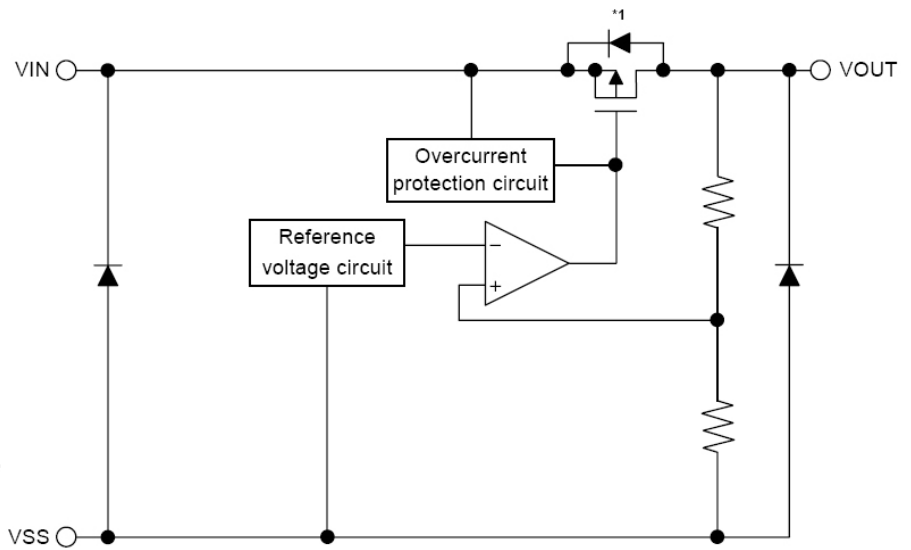 *1
VIN
VOUT
Overcurrent
protection circuit
Reference
voltage circuit
−
+
VSS